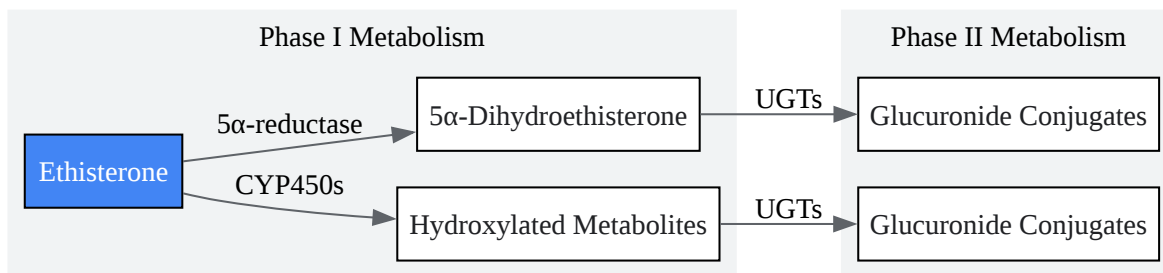 Phase I Metabolism
Phase II Metabolism
5α-reductase
5α-Dihydroethisterone
UGTs
Glucuronide Conjugates
Ethisterone
CYP450s
Hydroxylated Metabolites
UGTs
Glucuronide Conjugates